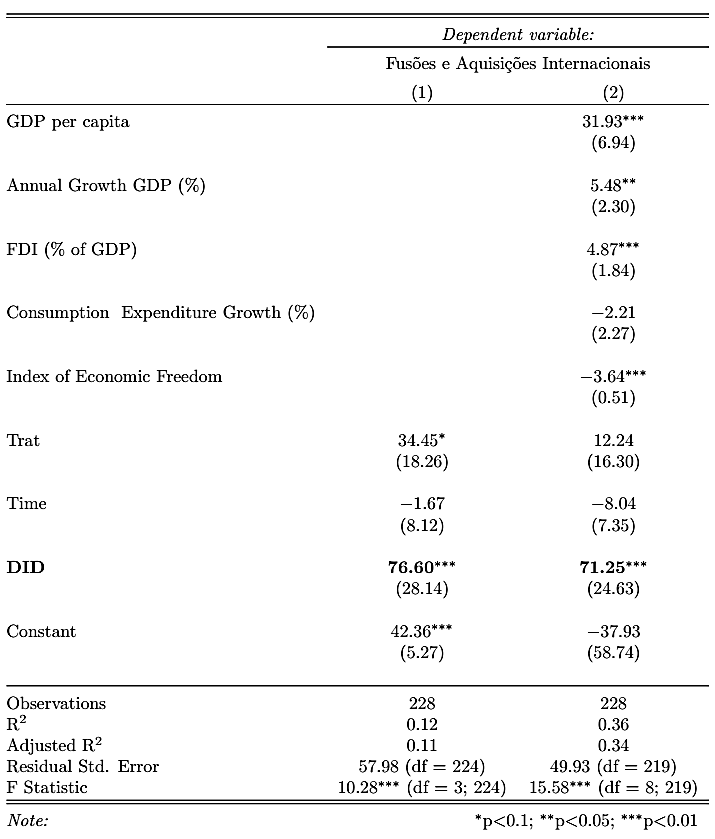 Dependent variable:
Fusões e Aquisições Internacionais
(1) (2)
GDP per capita 31.93***
(6.94)
Annual Growth GDP (%) 5.48**
(2.30)
FDI (% of GDP) 4.87***
(1.84)
Consumption Expenditure Growth (%) −2.21
(2.27)
Index of Economic Freedom −3.64***
(0.51)
Trat 34.45* 12.24
(18.26) (16.30)
Time −1.67 −8.04
(8.12) (7.35)
DID 76.60*** 71.25***
(28.14) (24.63)
Constant 42.36*** −37.93
(5.27) (58.74)
Observations 228 228
R² 0.12 0.36
Adjusted R² 0.11 0.34
Residual Std. Error 57.98 (df = 224) 49.93 (df = 219)
F Statistic 10.28*** (df = 3; 224) 15.58*** (df = 8; 219)
Note: *p<0.1; **p<0.05; ***p<0.01